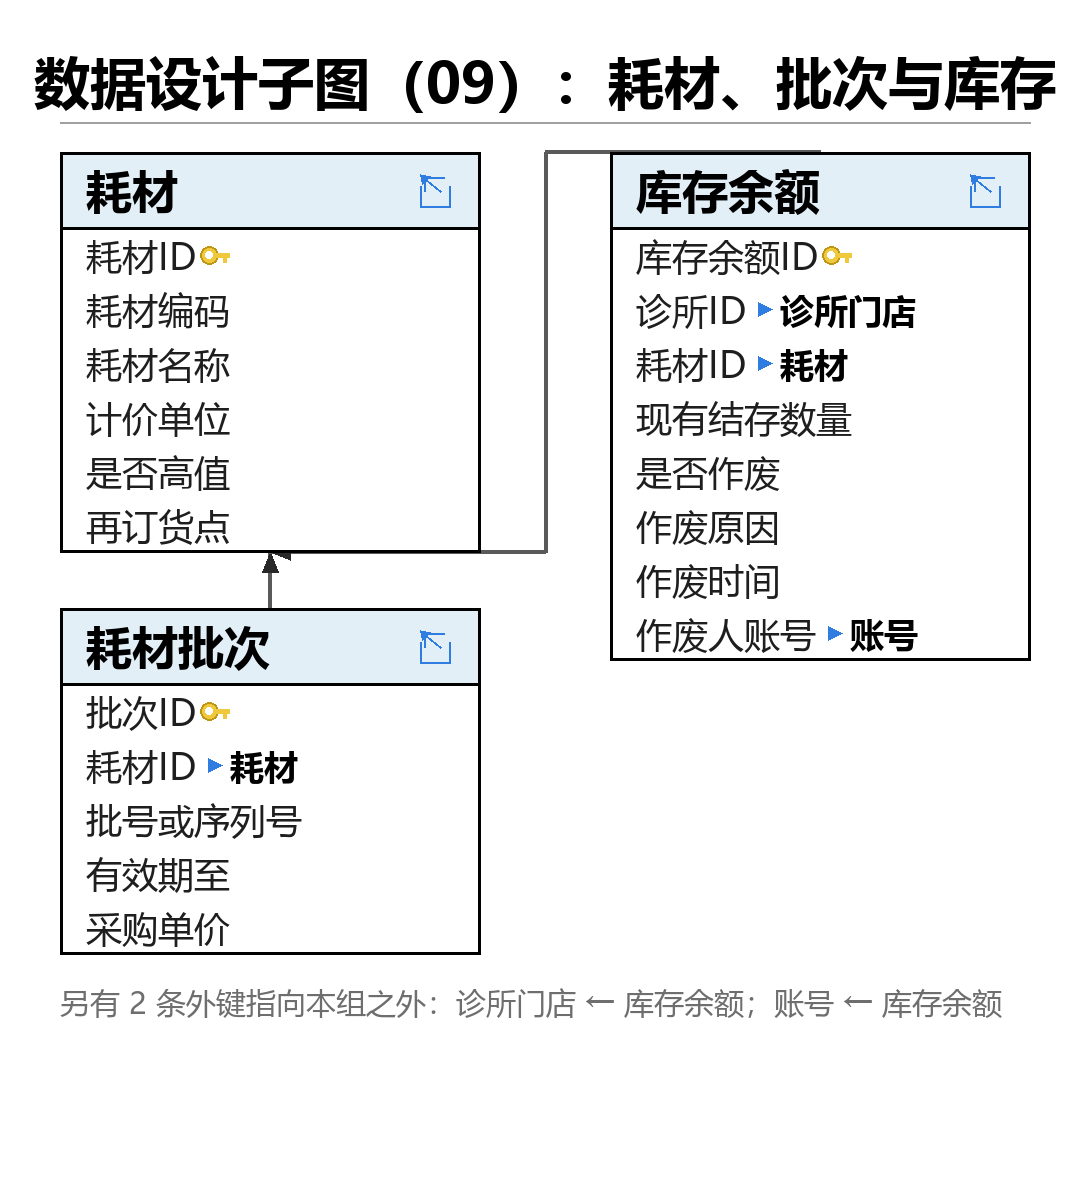 数据设计子图（09）：耗材、批次与库存
耗材
耗材ID
耗材编码
耗材名称
计价单位
是否高值
再订货点
库存余额
库存余额ID
诊所ID ▸ 诊所门店
耗材ID ▸ 耗材
现有结存数量
是否作废
作废原因
作废时间
作废人账号 ▸ 账号
耗材批次
批次ID
耗材ID ▸ 耗材
批号或序列号
有效期至
采购单价
另有 2 条外键指向本组之外：诊所门店 ← 库存余额；账号 ← 库存余额